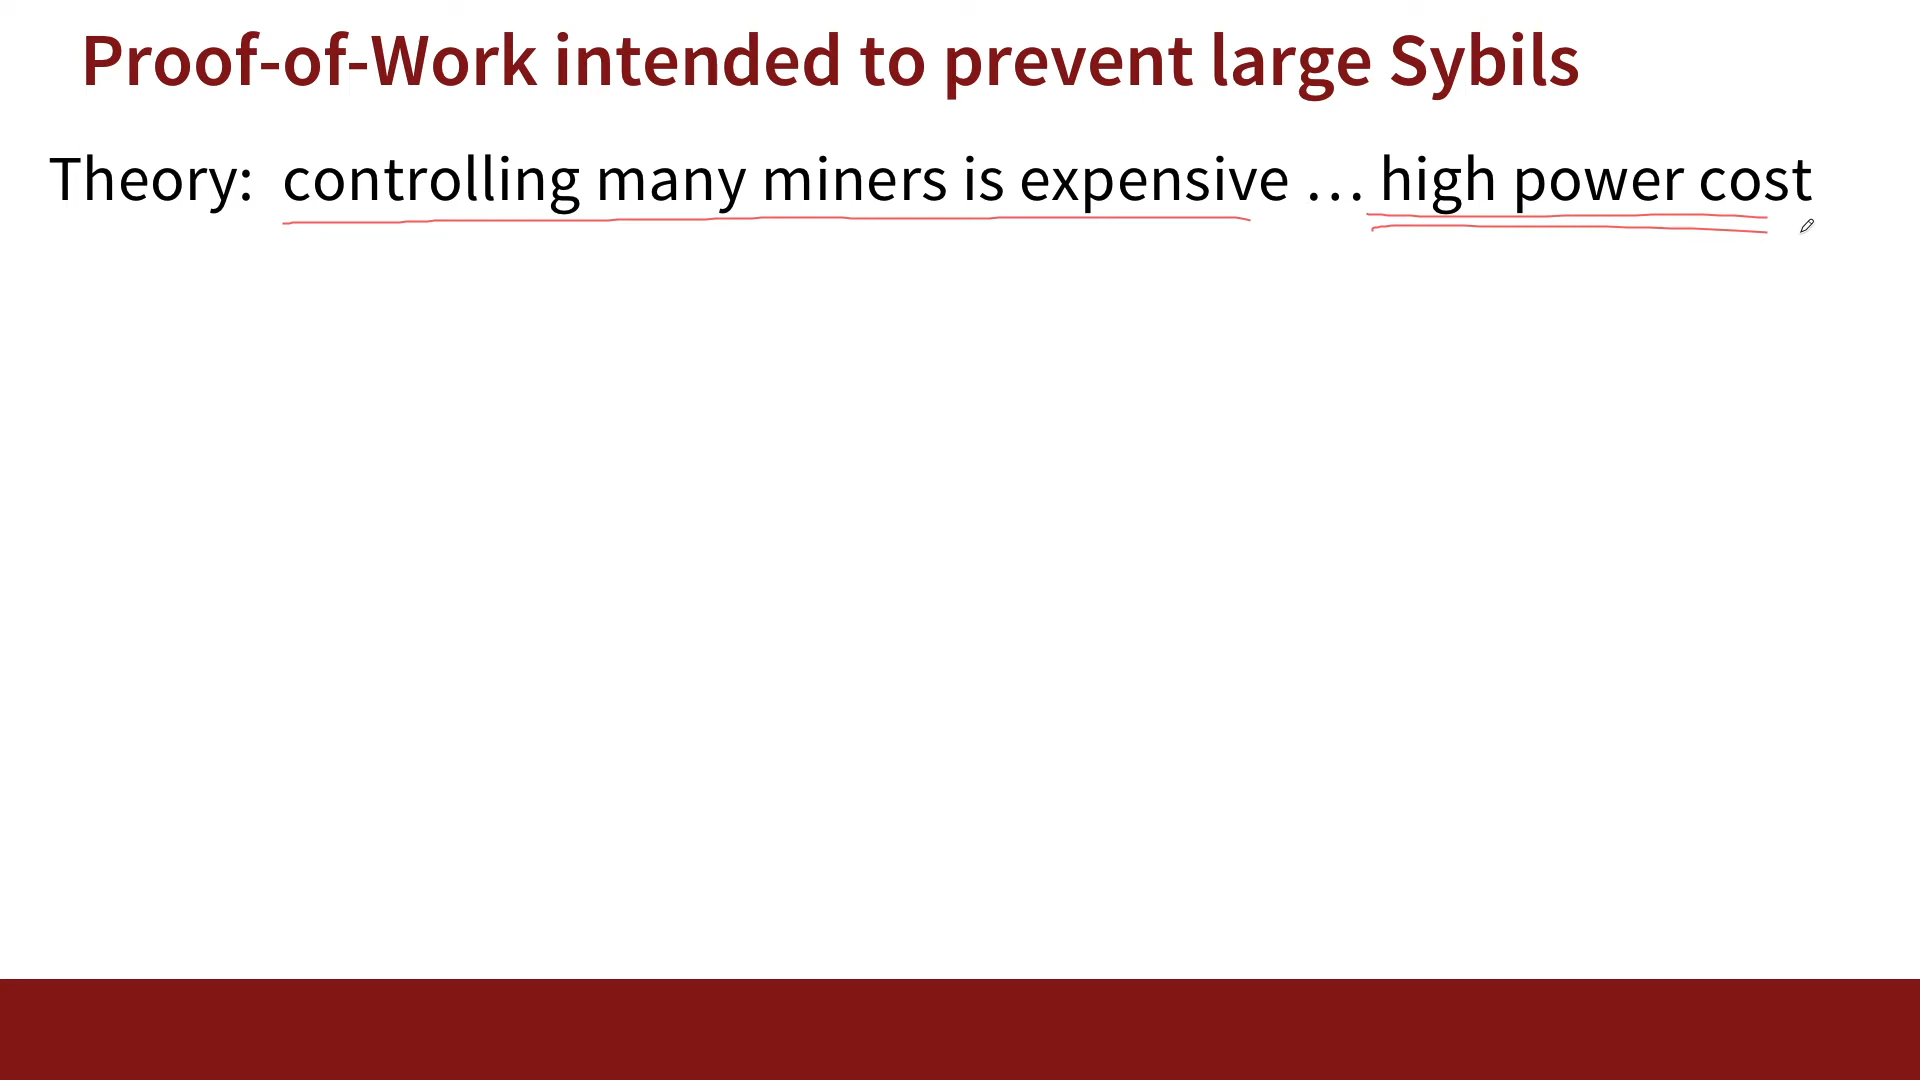 Proof-of-Work intended to prevent large Sybils
Theory: controlling many miners is expensive … high power cost